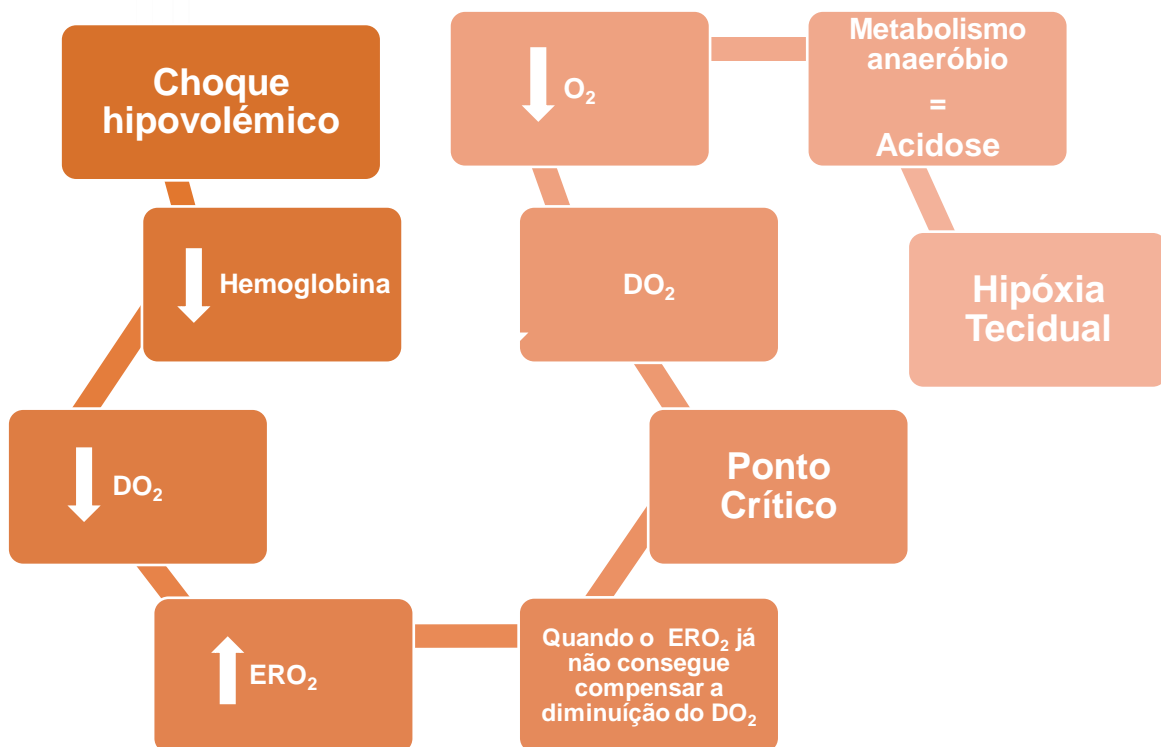 Choque
hipovolémico
Hemoglobina
DO₂
ERO₂
Quando o ERO₂ já
não consegue
compensar a
diminuíção do DO₂
Ponto
Crítico
DO₂
O₂
Metabolismo
anaeróbio
=
Acidose
Hipóxia
Tecidual